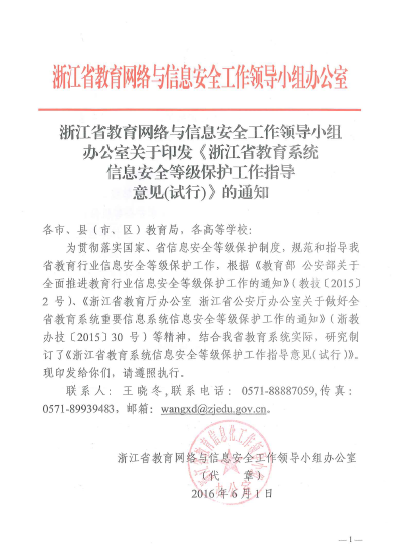 浙江省教育网络与信息安全工作领导小组办公室
浙江省教育网络与信息安全工作领导小组
办公室关于印发《浙江省教育系统
信息安全等级保护工作指导
意见(试行)》的通知
各市、县（市、区）教育局，各高等学校：
为贯彻落实国家、省信息安全等级保护制度，规范和指导我
省教育行业信息安全等级保护工作，根据《教育部 公安部关于
全面推进教育行业信息安全等级保护工作的通知》（教技〔2015〕
2 号）、《浙江省教育厅办公室 浙江省公安厅办公室关于做好全
省教育系统重要信息系统信息安全等级保护工作的通知》（浙教
办技〔2015〕30 号）等精神，结合我省教育系统实际，研究制
订了《浙江省教育系统信息安全等级保护工作指导意见(试行)》。
现印发给你们，请遵照执行。
联系人：王晓冬,联系电话：0571-88887059,传真：
0571-89939483，邮箱：wangxd@zjedu.gov.cn。
浙江省教育网络与信息安全工作领导小组办公室
（代 章）
2016 年 6 月 1 日
—1—